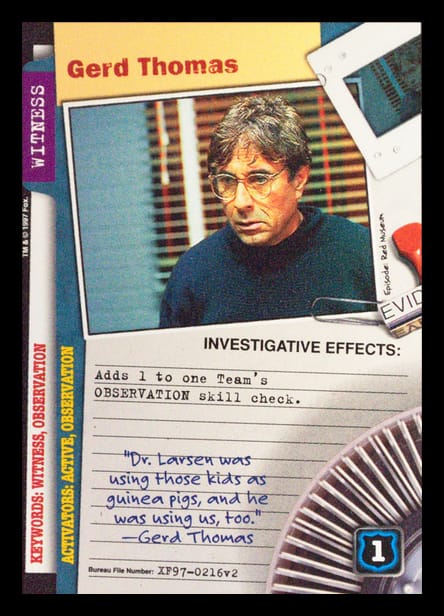 Gerd Thomas
WITNESS
TM & © 1997 Fox.
Episode: Red Museum
EVID
KEYWORDS: WITNESS, OBSERVATION
ACTIVATORS: ACTIVE, OBSERVATION
INVESTIGATIVE EFFECTS:
Adds 1 to one Team's
OBSERVATION skill check.
"Dr. Larsen was
using those kids as
guinea pigs, and he
was using us, too."
—Gerd Thomas
Bureau File Number: XF97-0216v2
1